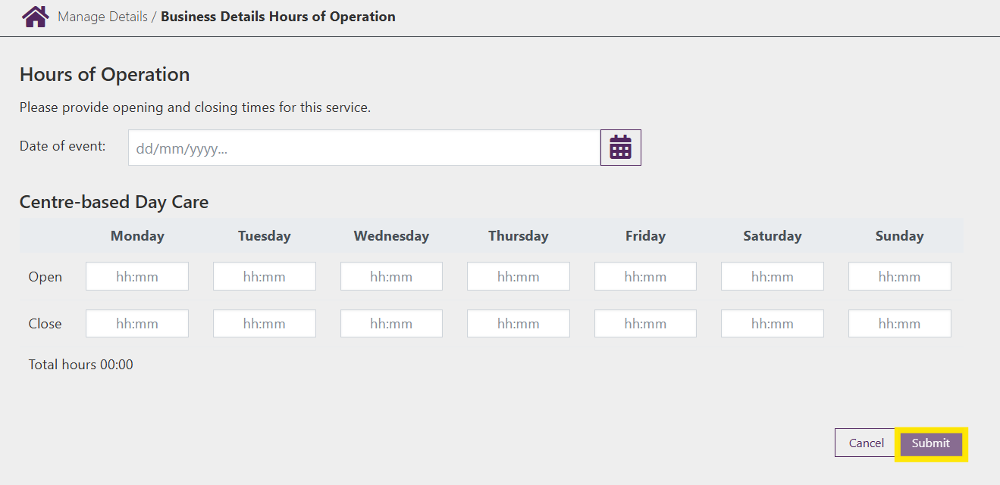 Manage Details / Business Details Hours of Operation
Hours of Operation
Please provide opening and closing times for this service.
Date of event: dd/mm/yyyy...
Centre-based Day Care
Monday Tuesday Wednesday Thursday Friday Saturday Sunday
Open hh:mm hh:mm hh:mm hh:mm hh:mm hh:mm hh:mm
Close hh:mm hh:mm hh:mm hh:mm hh:mm hh:mm hh:mm
Total hours 00:00
Cancel Submit